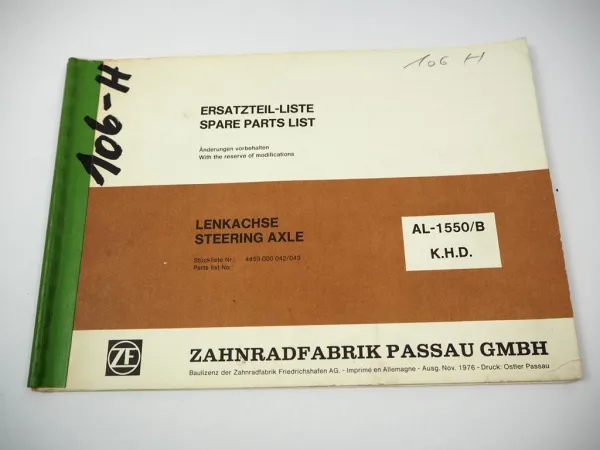 106-H
106 H
ERSATZTEIL-LISTE
SPARE PARTS LIST
Änderungen vorbehalten
With the reserve of modifications
LENKACHSE
STEERING AXLE
Stückliste Nr.: 4459.000 042/043
Parts list No.:
AL-1550/B
K.H.D.
ZF
ZAHNRADFABRIK PASSAU GMBH
Baulizenz der Zahnradfabrik Friedrichshafen AG. - Imprimé en Allemagne - Ausg. Nov. 1976 - Druck: Ostler Passau